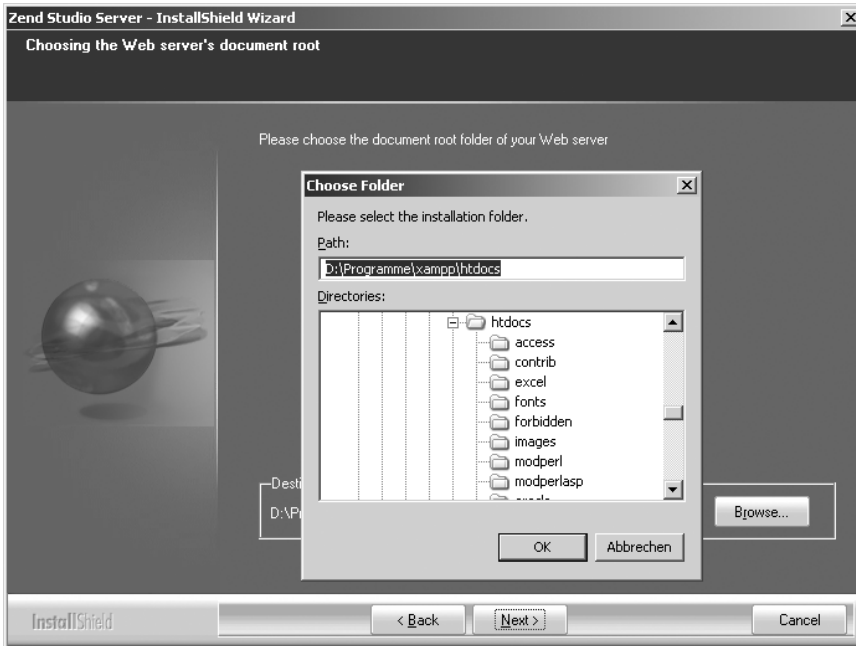 Zend Studio Server - InstallShield Wizard
Choosing the Web server's document root
Please choose the document root folder of your Web server
Choose Folder
Please select the installation folder.
Path:
D:\Programme\xampp\htdocs
Directories:
htdocs
access
contrib
excel
fonts
forbidden
images
modperl
modperlasp
OK
Abbrechen
Browse...
InstallShield
< Back
Next >
Cancel